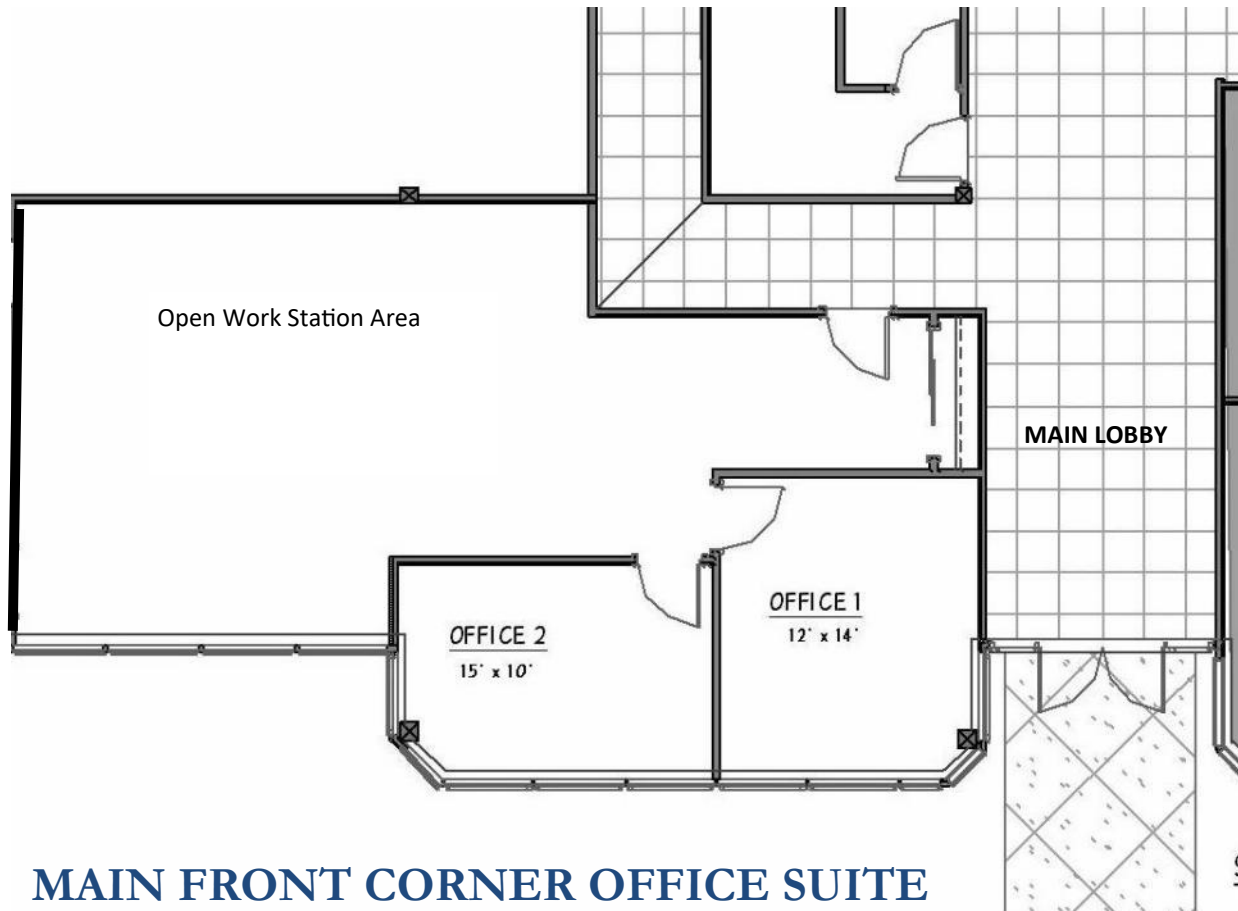 Open Work Station Area
MAIN LOBBY
OFFICE 1
12' x 14'
OFFICE 2
15' x 10'
MAIN FRONT CORNER OFFICE SUITE